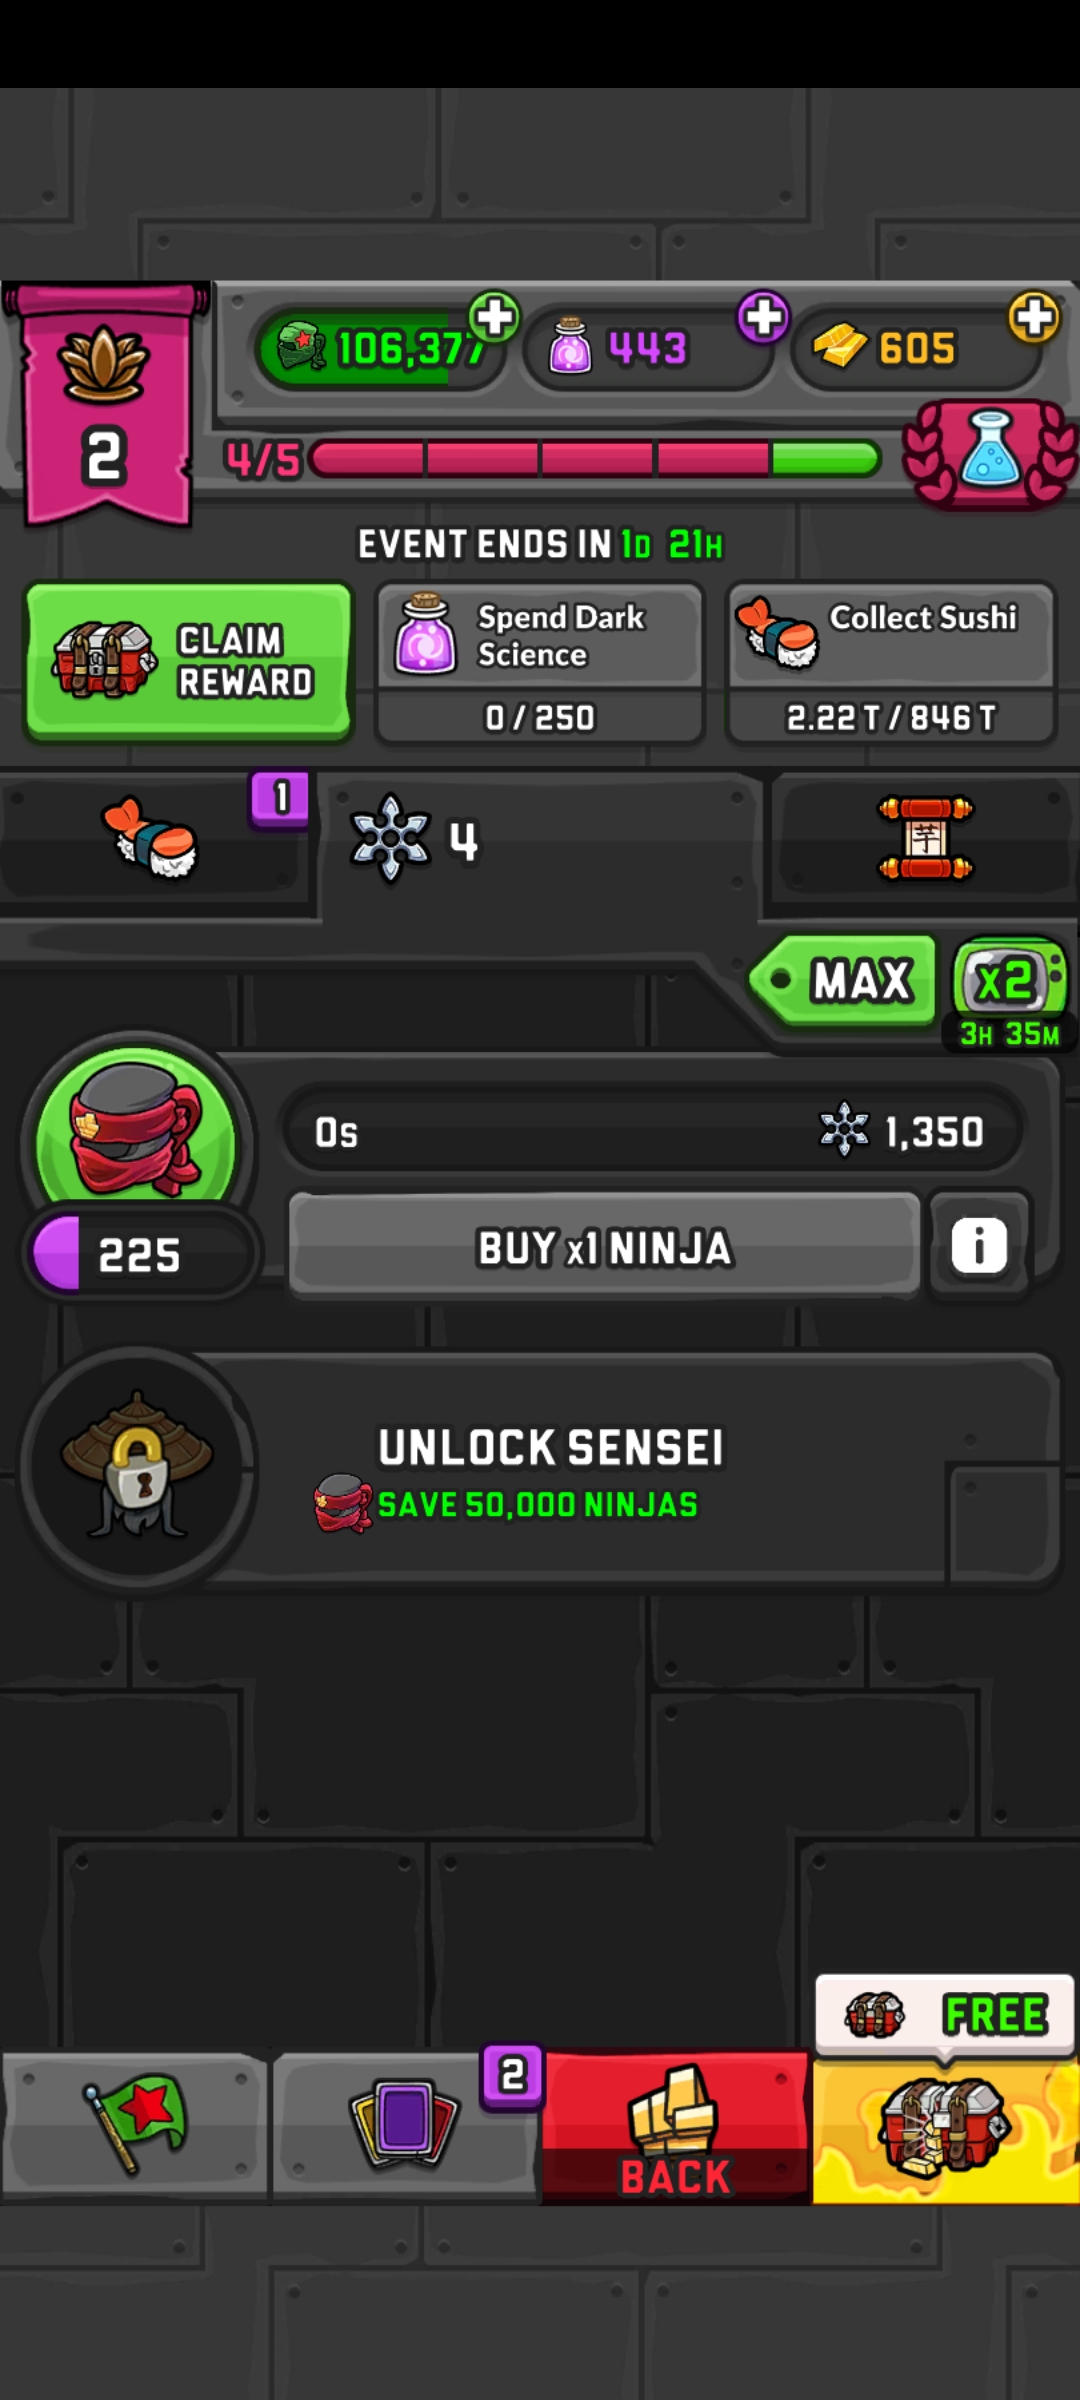 106,377
443
605
2
4/5
EVENT ENDS IN 1D 21H
CLAIM
REWARD
Spend Dark
Science
0 / 250
Collect Sushi
2.22 T / 846 T
1
4
芋
MAX
x2
3H 35M
0s
1,350
225
BUY x1 NINJA
i
UNLOCK SENSEI
SAVE 50,000 NINJAS
FREE
2
BACK